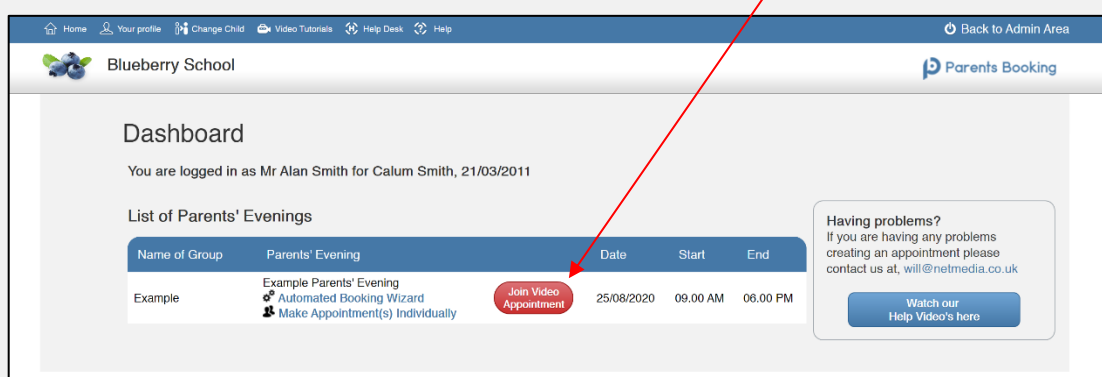 Home Your profile Change Child Video Tutorials Help Desk Help Back to Admin Area
Blueberry School Parents Booking
Dashboard
You are logged in as Mr Alan Smith for Calum Smith, 21/03/2011
List of Parents' Evenings
Name of Group Parents' Evening Date Start End
Example
Example Parents' Evening
Automated Booking Wizard
Make Appointment(s) Individually
Join Video
Appointment
25/08/2020 09.00 AM 06.00 PM
Having problems?
If you are having any problems
creating an appointment please
contact us at, will@netmedia.co.uk
Watch our
Help Video's here